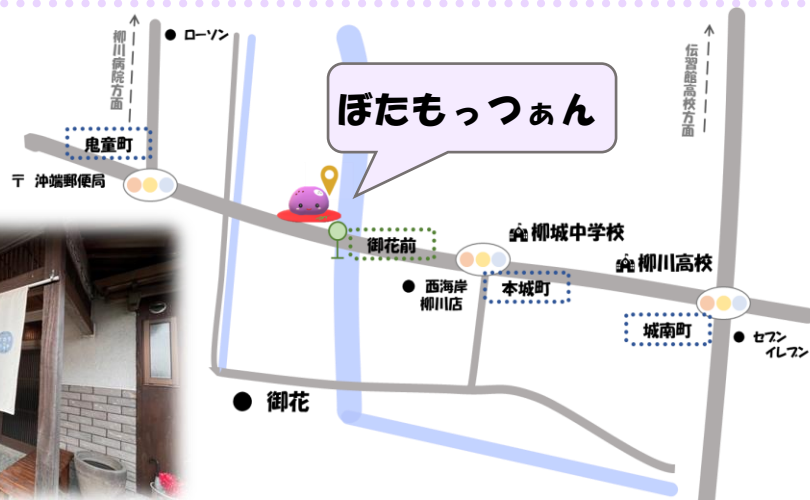 ローソン
柳川病院方面
伝習館高校方面
ぼたもっつぁん
鬼童町
〒 沖端郵便局
柳城中学校
御花前
柳川高校
西海岸
柳川店
本城町
城南町
セブン
イレブン
御花